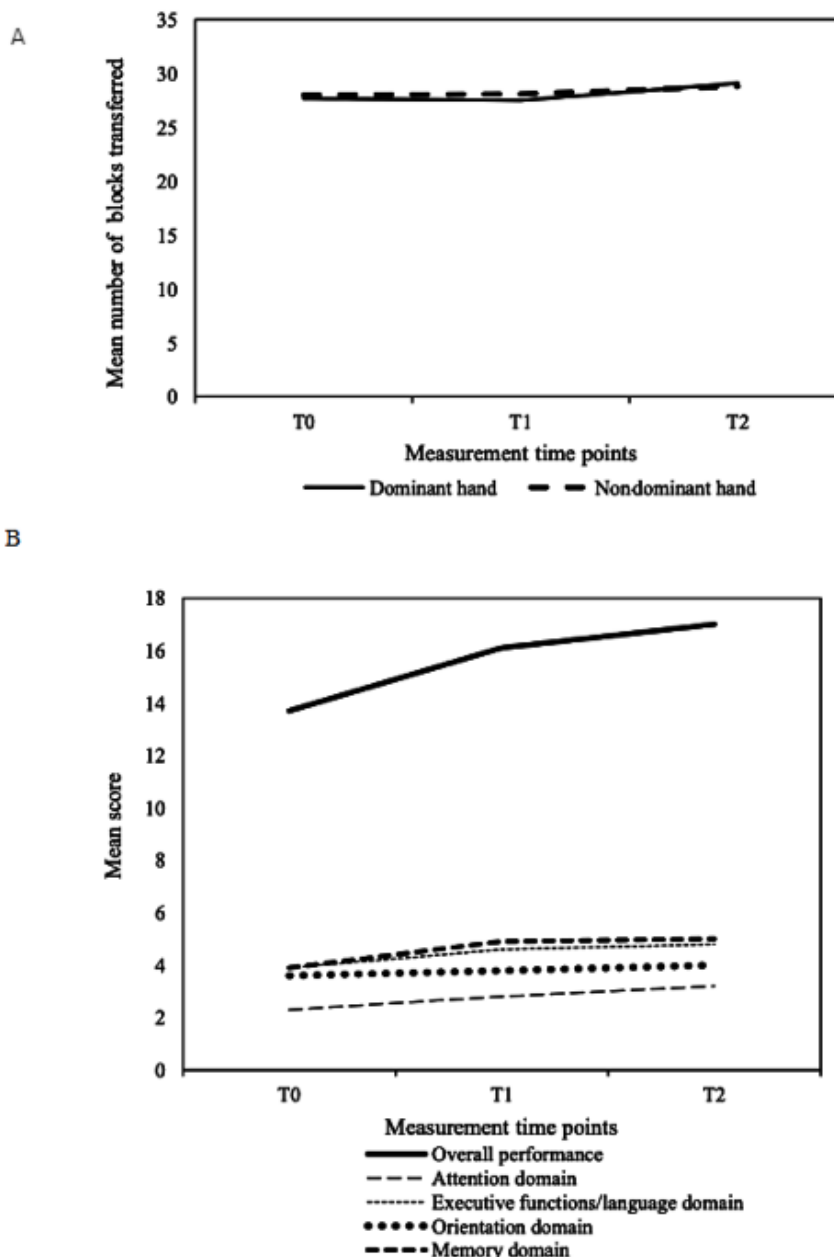 A
35
30
25
20
15
10
5
0
Mean number of blocks transferred
T0 T1 T2
Measurement time points
Dominant hand Non-dominant hand
B
18
16
14
12
10
8
6
4
2
0
Mean score
T0 T1 T2
Measurement time points
Overall performance
Attention domain
Executive functions/language domain
Orientation domain
Memory domain